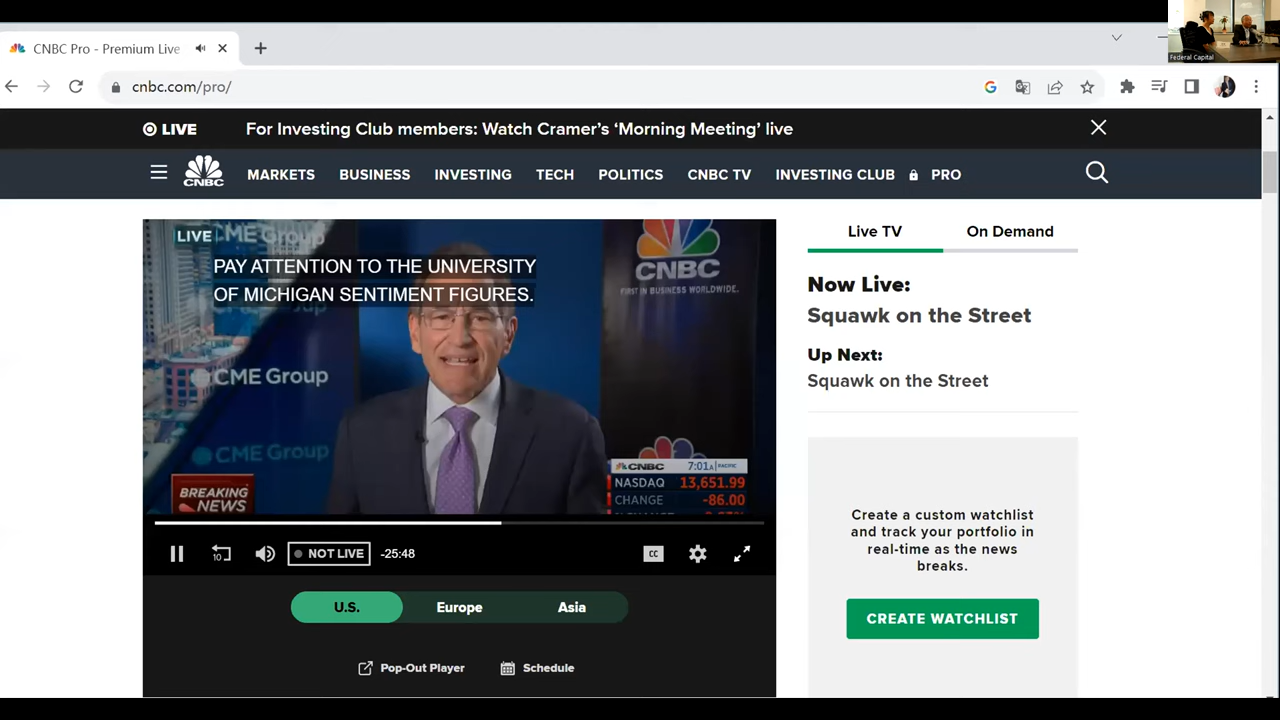 Federal Capital
CNBC Pro - Premium Live
cnbc.com/pro/
LIVE
For Investing Club members: Watch Cramer's ‘Morning Meeting’ live
CNBC
MARKETS
BUSINESS
INVESTING
TECH
POLITICS
CNBC TV
INVESTING CLUB
PRO
LIVE
CME Group
PAY ATTENTION TO THE UNIVERSITY
OF MICHIGAN SENTIMENT FIGURES.
CNBC
FIRST IN BUSINESS WORLDWIDE.
CME Group
CME Group
BREAKING
NEWS
CNBC 7:01A PACIFIC
NASDAQ 13,651.99
CHANGE -86.00
10
NOT LIVE
-25:48
CC
U.S.
Europe
Asia
Pop-Out Player
Schedule
Live TV
On Demand
Now Live:
Squawk on the Street
Up Next:
Squawk on the Street
Create a custom watchlist
and track your portfolio in
real-time as the news
breaks.
CREATE WATCHLIST